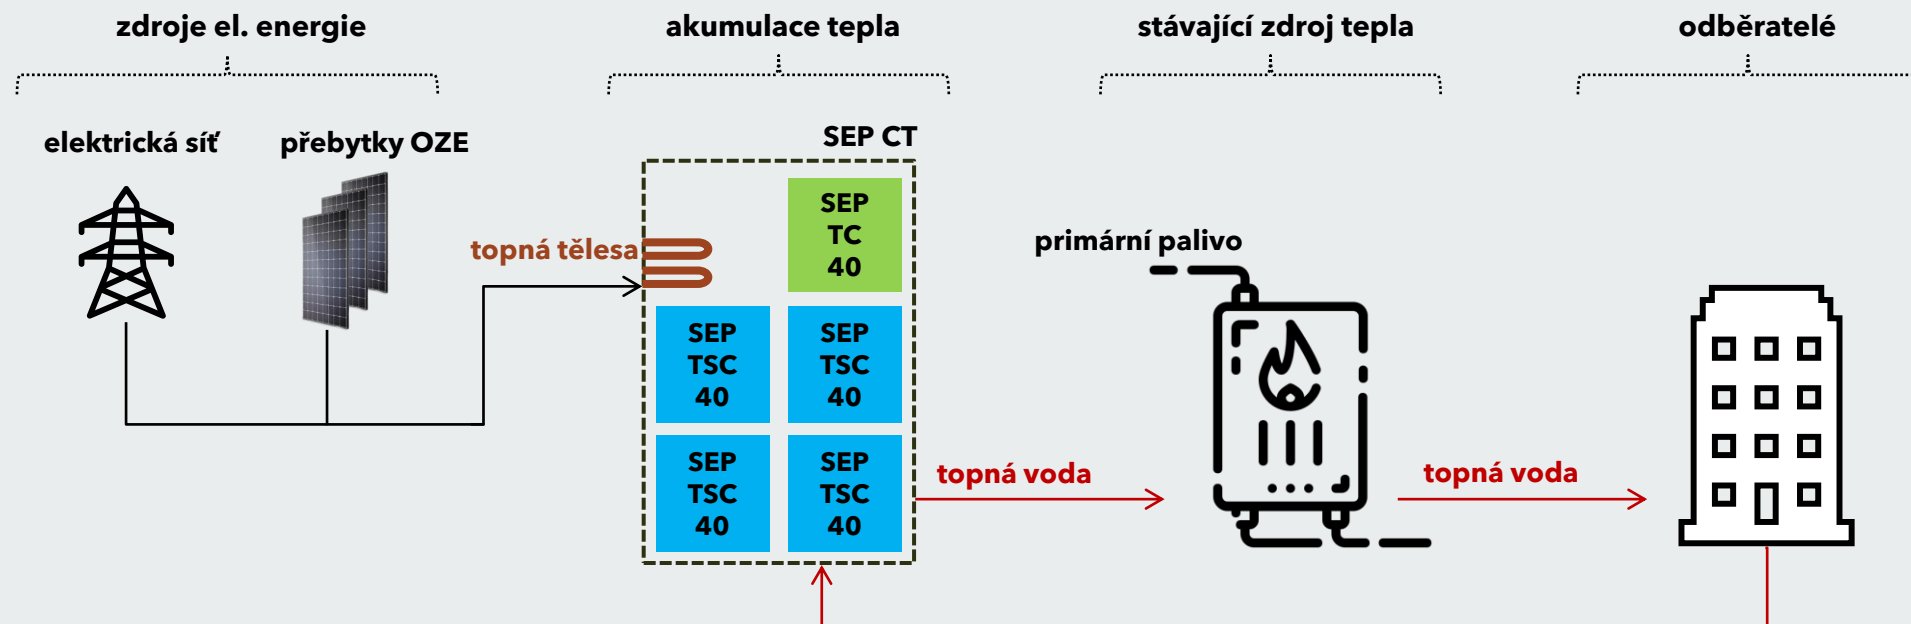 zdroje el. energie
akumulace tepla
stávající zdroj tepla
odběratelé
elektrická síť
přebytky OZE
SEP CT
topná tělesa
SEP
TC
40
primární palivo
SEP
TSC
40
SEP
TSC
40
SEP
TSC
40
SEP
TSC
40
topná voda
topná voda